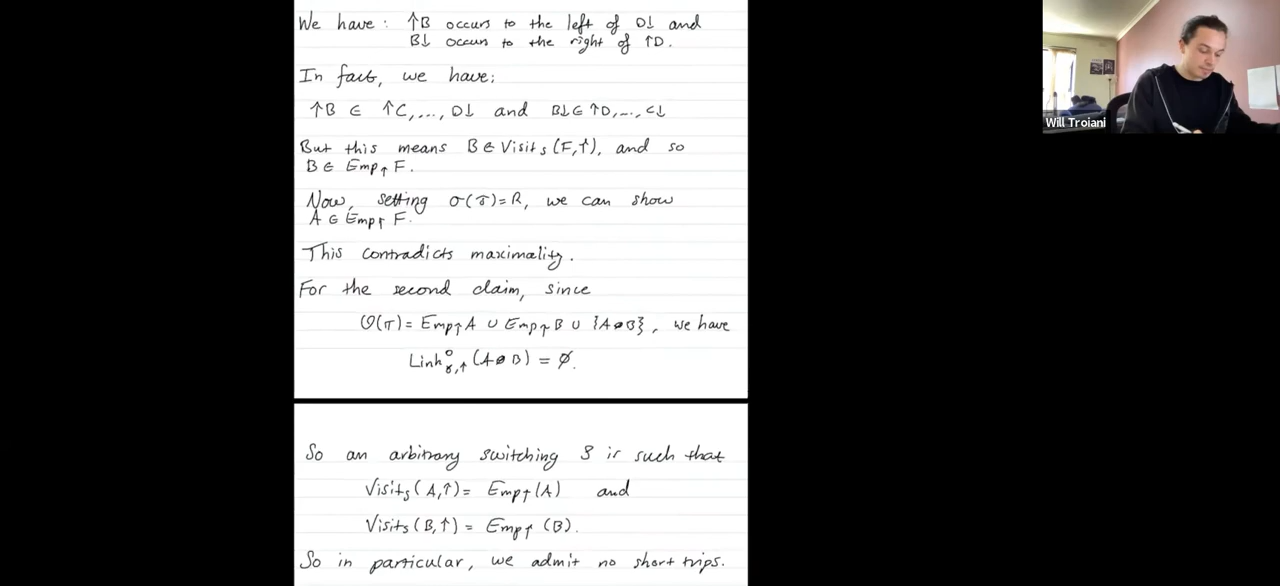 We have: ↑B occurs to the left of D↓ and
B↓ occurs to the right of ↑D.
In fact, we have:
↑B ∈ ↑C,..., D↓ and B↓ ∈ ↑D,..., C↓
But this means B ∈ Visits(F,↑), and so
B ∈ Emp↑ F.
Now, setting σ(τ)=R, we can show
A ∈ Emp↑ F.
This contradicts maximality.
For the second claim, since
O(π) = Emp↑A ∪ Emp↑B ∪ {A⊗B}, we have
Link⁰γ,↑ (A⊗B) = ∅.
So an arbitrary switching S is such that
Visits(A,↑) = Emp↑(A) and
Visits(B,↑) = Emp↑(B).
So in particular, we admit no short trips.
Will Troiani